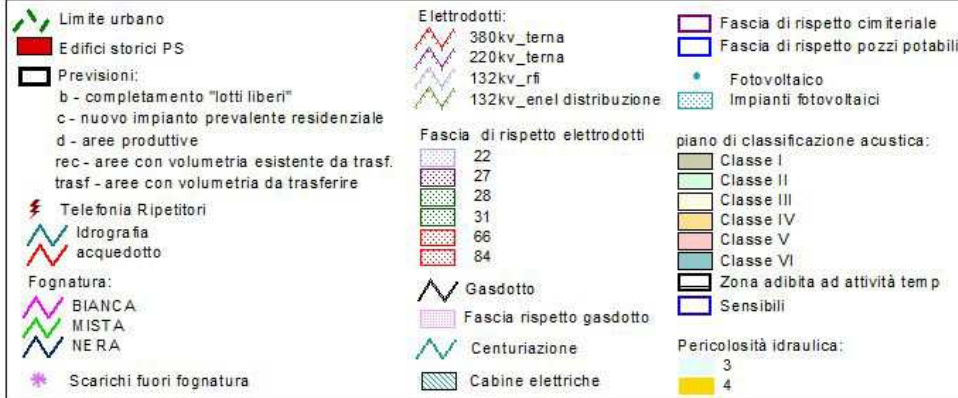 Limite urbano
Edifici storici PS
Previsioni:
b - completamento "lotti liberi"
c - nuovo impianto prevalente residenziale
d - aree produttive
rec - aree con volumetria esistente da trasf.
trasf - aree con volumetria da trasferire
Telefonia Ripetitori
Idrografia
acquedotto
Fognatura:
BIANCA
MISTA
NERA
Scarichi fuori fognatura
Elettrodotti:
380kv_terna
220kv_terna
132kv_rfi
132kv_enel distribuzione
Fascia di rispetto elettrodotti
22
27
28
31
66
84
Gasdotto
Fascia rispetto gasdotto
Centuriazione
Cabine elettriche
Fascia di rispetto cimiteriale
Fascia di rispetto pozzi potabili
Fotovoltaico
Impianti fotovoltaici
piano di classificazione acustica:
Classe I
Classe II
Classe III
Classe IV
Classe V
Classe VI
Zona adibita ad attività temp
Sensibili
Pericolosità idraulica:
3
4